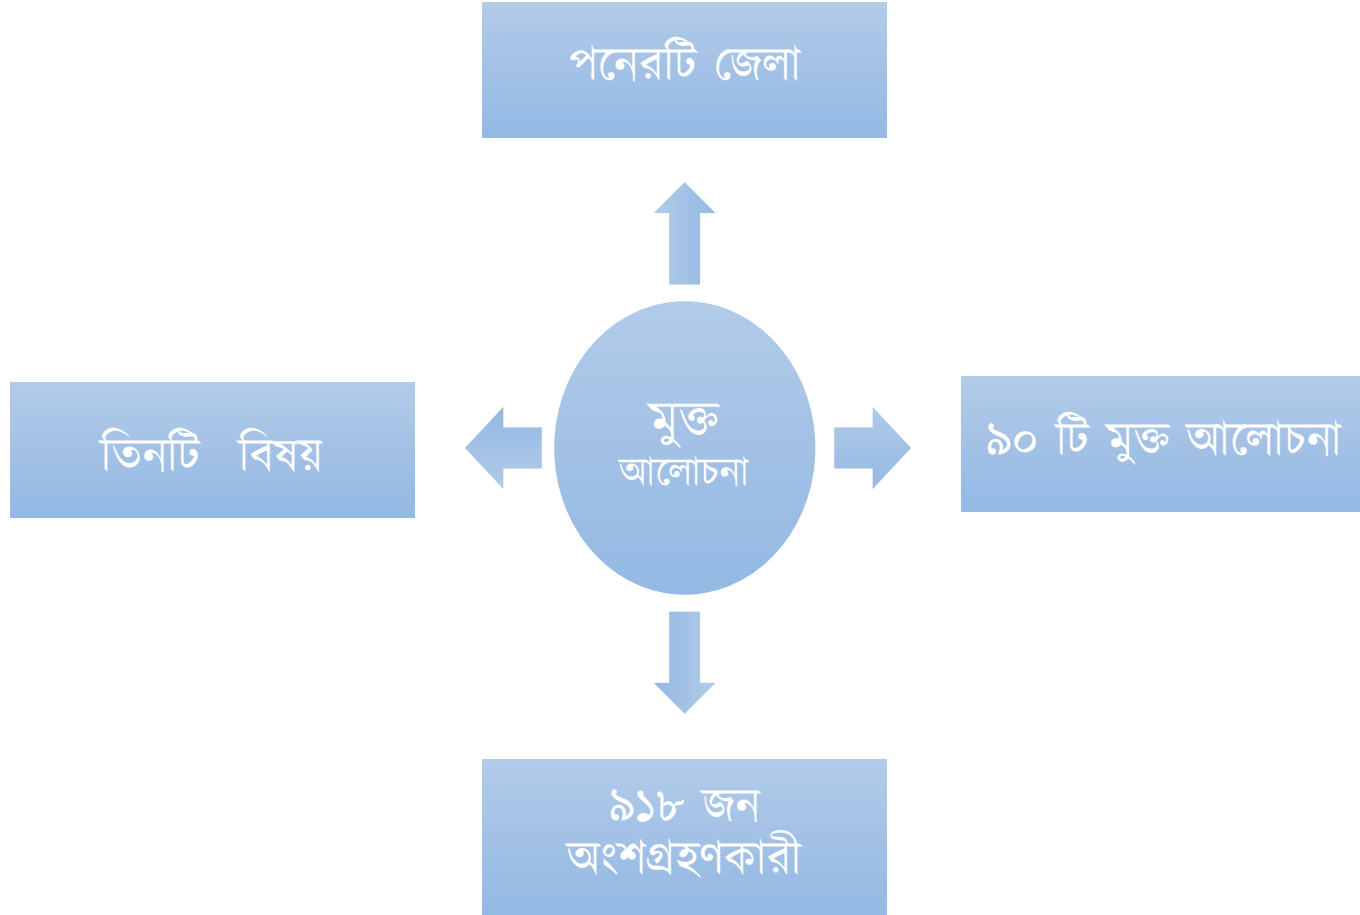 পনেরটি জেলা
তিনটি বিষয়
মুক্ত
আলোচনা
৯০ টি মুক্ত আলোচনা
৯১৮ জন
অংশগ্রহণকারী